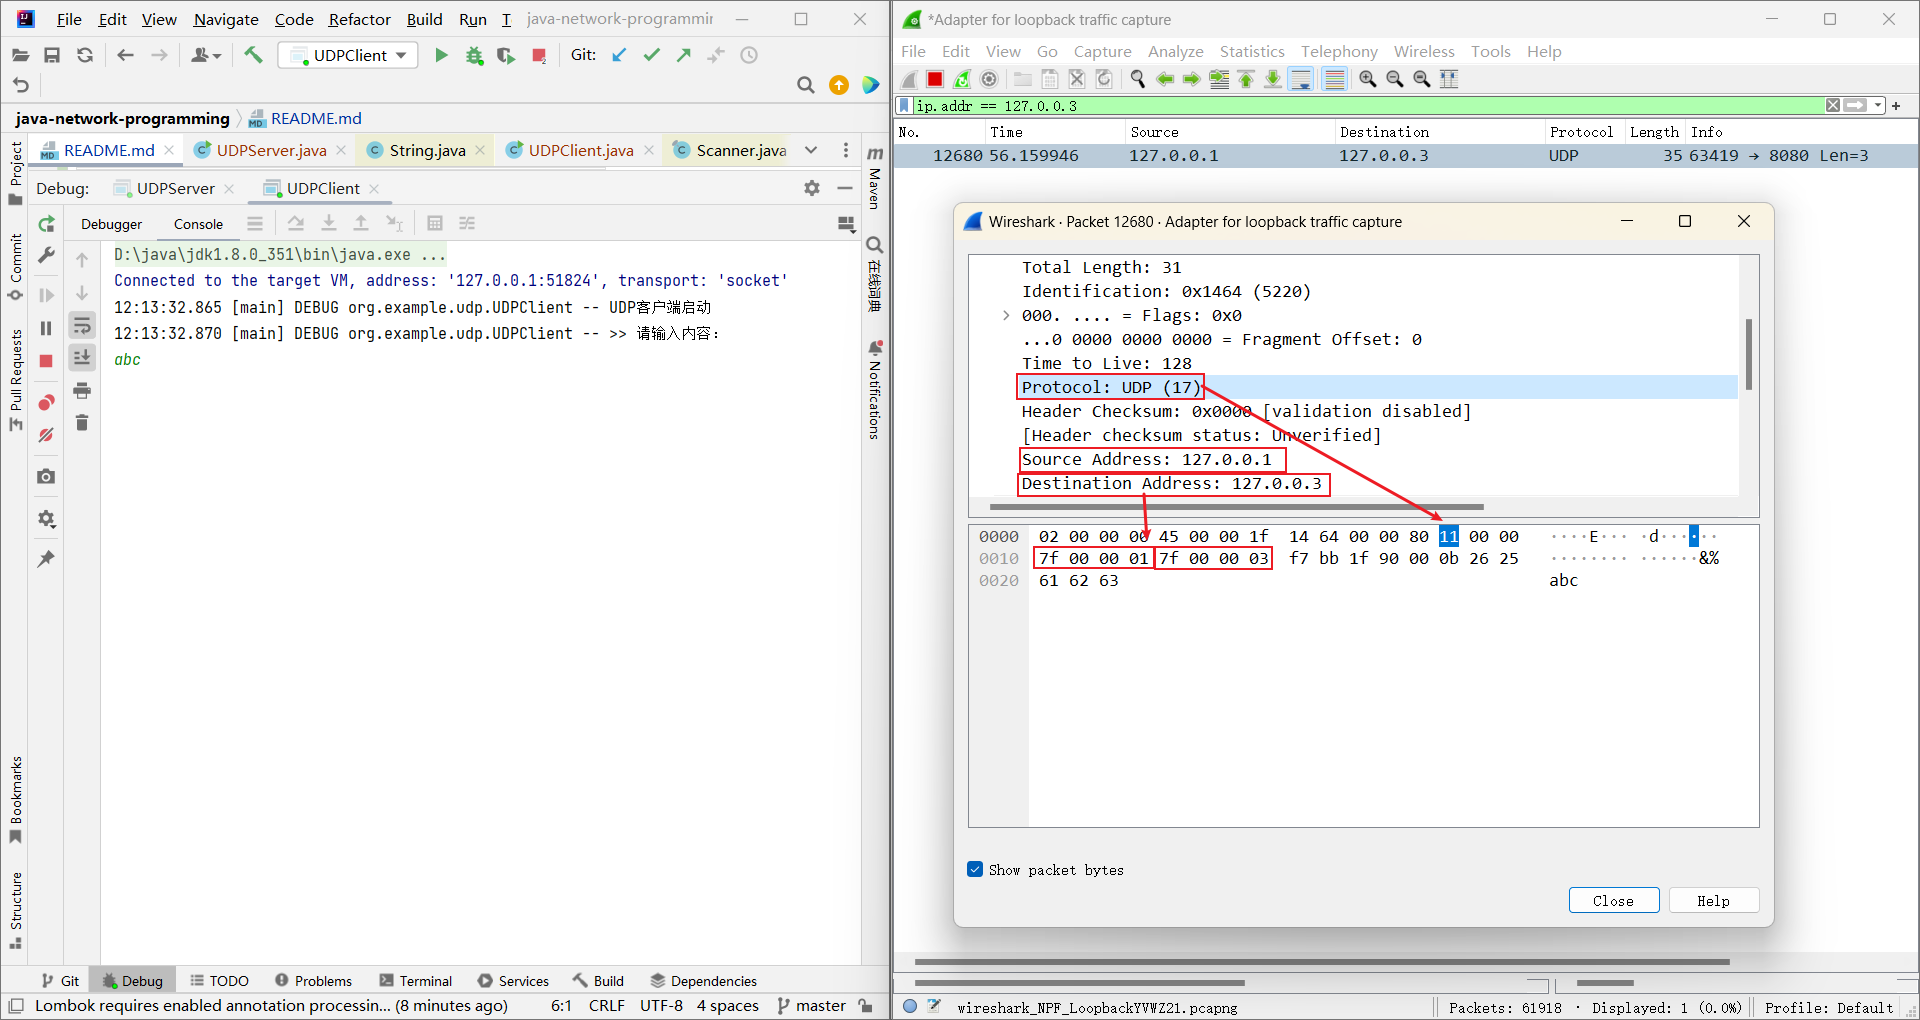 File Edit View Navigate Code Refactor Build Run T java-network-programmir
UDPClient Git:
java-network-programming README.md
README.md UDPServer.java String.java UDPClient.java Scanner.java
Debug: UDPServer UDPClient
Debugger Console
D:\java\jdk1.8.0_351\bin\java.exe ...
Connected to the target VM, address: '127.0.0.1:51824', transport: 'socket'
12:13:32.865 [main] DEBUG org.example.udp.UDPClient -- UDP客户端启动
12:13:32.870 [main] DEBUG org.example.udp.UDPClient -- >> 请输入内容：
abc
Project
Commit
Pull Requests
Bookmarks
Structure
Maven
在线词典
Notifications
Git Debug TODO Problems Terminal Services Build Dependencies
Lombok requires enabled annotation processin... (8 minutes ago) 6:1 CRLF UTF-8 4 spaces master
*Adapter for loopback traffic capture
File Edit View Go Capture Analyze Statistics Telephony Wireless Tools Help
ip.addr == 127.0.0.3
No. Time Source Destination Protocol Length Info
12680 56.159946 127.0.0.1 127.0.0.3 UDP 35 63419 → 8080 Len=3
Wireshark · Packet 12680 · Adapter for loopback traffic capture
Total Length: 31
Identification: 0x1464 (5220)
000. .... = Flags: 0x0
...0 0000 0000 0000 = Fragment Offset: 0
Time to Live: 128
Protocol: UDP (17)
Header Checksum: 0x0000 [validation disabled]
[Header checksum status: Unverified]
Source Address: 127.0.0.1
Destination Address: 127.0.0.3
0000 02 00 00 00 45 00 00 1f 14 64 00 00 80 11 00 00 ····E··· ·d······
0010 7f 00 00 01 7f 00 00 03 f7 bb 1f 90 00 0b 26 25 ········ ······&%
0020 61 62 63 abc
Show packet bytes
Close Help
wireshark_NPF_LoopbackYVWZ21.pcapng Packets: 61918 · Displayed: 1 (0.0%) Profile: Default